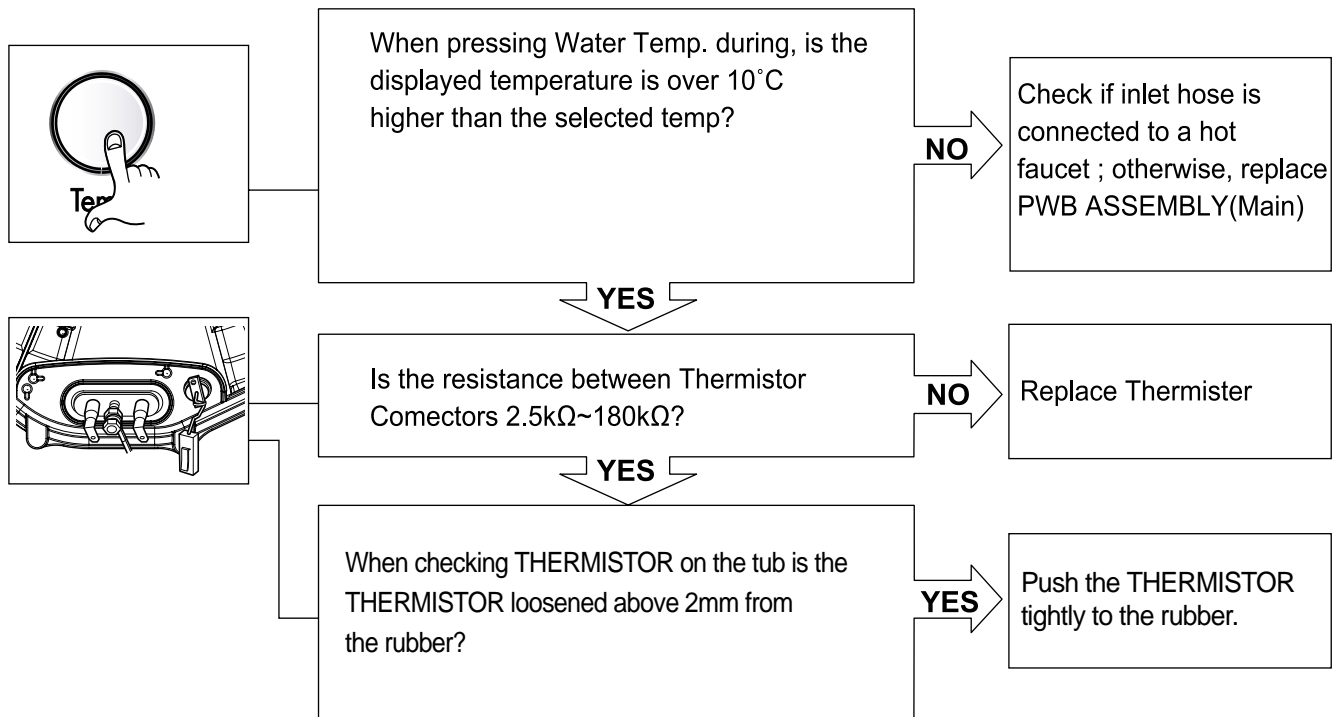 When pressing Water Temp. during, is the
displayed temperature is over 10˚C
higher than the selected temp?
NO
Check if inlet hose is
connected to a hot
faucet ; otherwise, replace
PWB ASSEMBLY(Main)
YES
Is the resistance between Thermistor
Comectors 2.5kΩ~180kΩ?
NO
Replace Thermister
YES
When checking THERMISTOR on the tub is the
THERMISTOR loosened above 2mm from
the rubber?
YES
Push the THERMISTOR
tightly to the rubber.